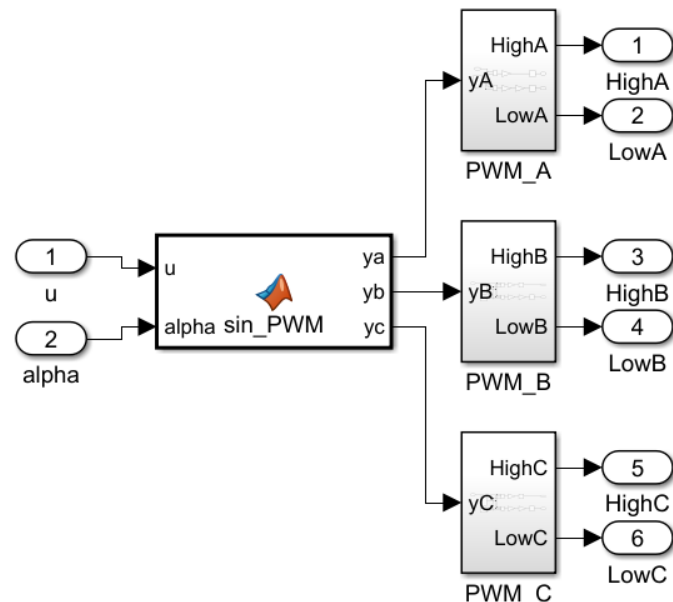 HighA
1
HighA
yA
LowA
2
LowA
PWM_A
1
u
u
ya
HighB
3
HighB
yb
yB
2
alpha
alpha
sin_PWM
yc
LowB
4
LowB
PWM_B
HighC
5
HighC
yC
LowC
6
LowC
PWM_C